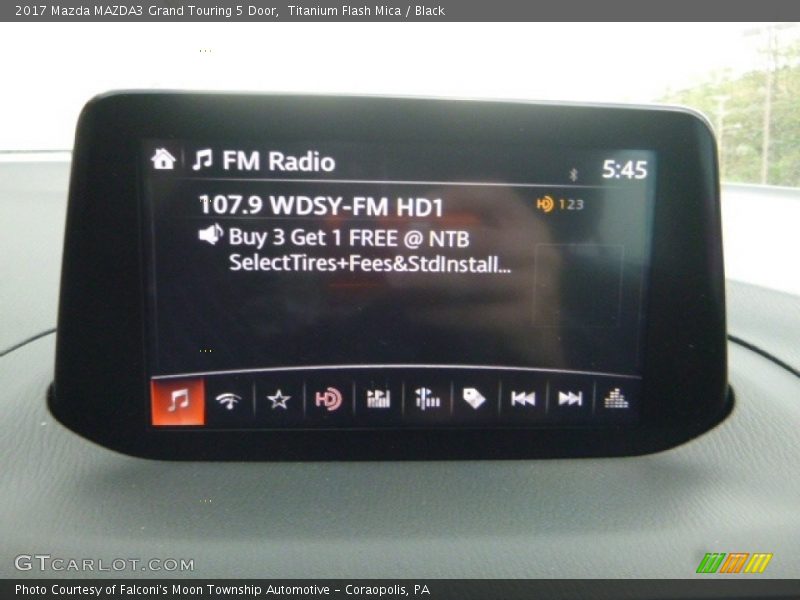 2017 Mazda MAZDA3 Grand Touring 5 Door, Titanium Flash Mica / Black
FM Radio
5:45
107.9 WDSY-FM HD1
HD 123
Buy 3 Get 1 FREE @ NTB
SelectTires+Fees&StdInstall...
HD
GTCARLOT.COM
Photo Courtesy of Falconi's Moon Township Automotive – Coraopolis, PA